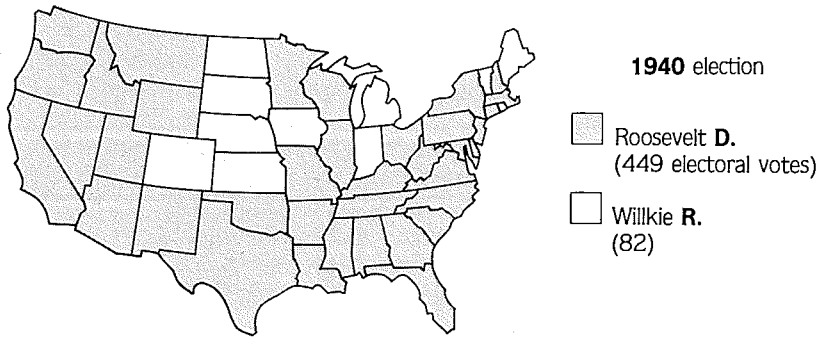 1940 election
Roosevelt D.
(449 electoral votes)
Willkie R.
(82)